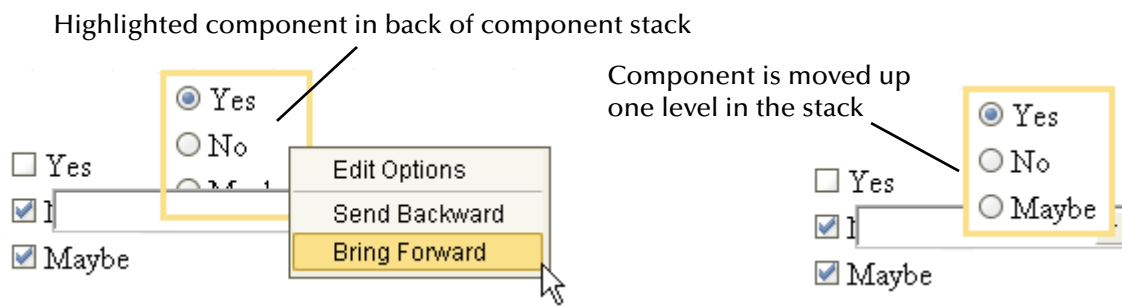 Highlighted component in back of component stack
Yes
No
Yes
Maybe
Edit Options
Send Backward
Bring Forward
Component is moved up
one level in the stack
Yes
No
Maybe
Yes
Maybe